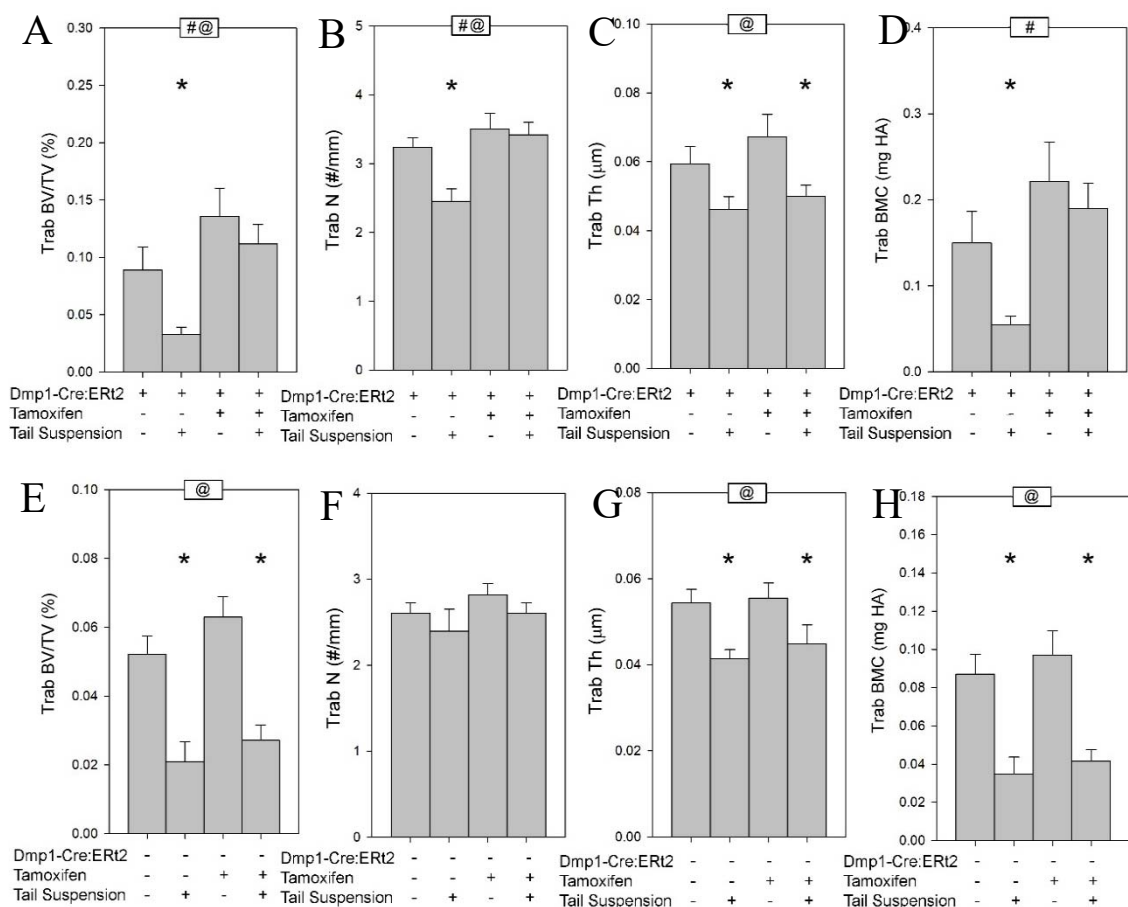 A
# @
Trab BV/TV (%)
0.30
0.25
0.20
0.15
0.10
0.05
0.00
*
Dmp1-Cre:ERt2 + + + +
Tamoxifen - - + +
Tail Suspension - + - +
B
# @
Trab N (#/mm)
5
4
3
2
1
0
*
Dmp1-Cre:ERt2 + + + +
Tamoxifen - - + +
Tail Suspension - + - +
C
@
Trab Th (μm)
0.10
0.08
0.06
0.04
0.02
0.00
* *
Dmp1-Cre:ERt2 + + + +
Tamoxifen - - + +
Tail Suspension - + - +
D
#
Trab BMC (mg HA)
0.4
0.3
0.2
0.1
0.0
*
Dmp1-Cre:ERt2 + + + +
Tamoxifen - - + +
Tail Suspension - + - +
E
@
Trab BV/TV (%)
0.10
0.08
0.06
0.04
0.02
0.00
* *
Dmp1-Cre:ERt2 - - - -
Tamoxifen - - + +
Tail Suspension - + - +
F
Trab N (#/mm)
4
3
2
1
0
Dmp1-Cre:ERt2 - - - -
Tamoxifen - - + +
Tail Suspension - + - +
G
@
Trab Th (μm)
0.08
0.06
0.04
0.02
0.00
* *
Dmp1-Cre:ERt2 - - - -
Tamoxifen - - + +
Tail Suspension - + - +
H
@
Trab BMC (mg HA)
0.18
0.16
0.14
0.12
0.10
0.08
0.06
0.04
0.02
0.00
* *
Dmp1-Cre:ERt2 - - - -
Tamoxifen - - + +
Tail Suspension - + - +